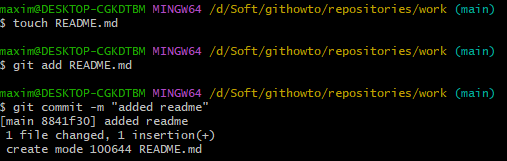 maxim@DESKTOP-CGKDTBM MINGW64 /d/Soft/githowto/repositories/work (main)
$ touch README.md
maxim@DESKTOP-CGKDTBM MINGW64 /d/Soft/githowto/repositories/work (main)
$ git add README.md
maxim@DESKTOP-CGKDTBM MINGW64 /d/Soft/githowto/repositories/work (main)
$ git commit -m "added readme"
[main 8841f30] added readme
 1 file changed, 1 insertion(+)
 create mode 100644 README.md